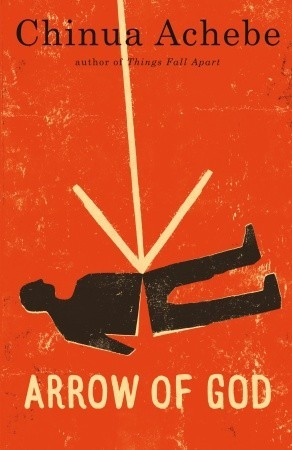 Chinua Achebe
author of Things Fall Apart
ARROW OF GOD